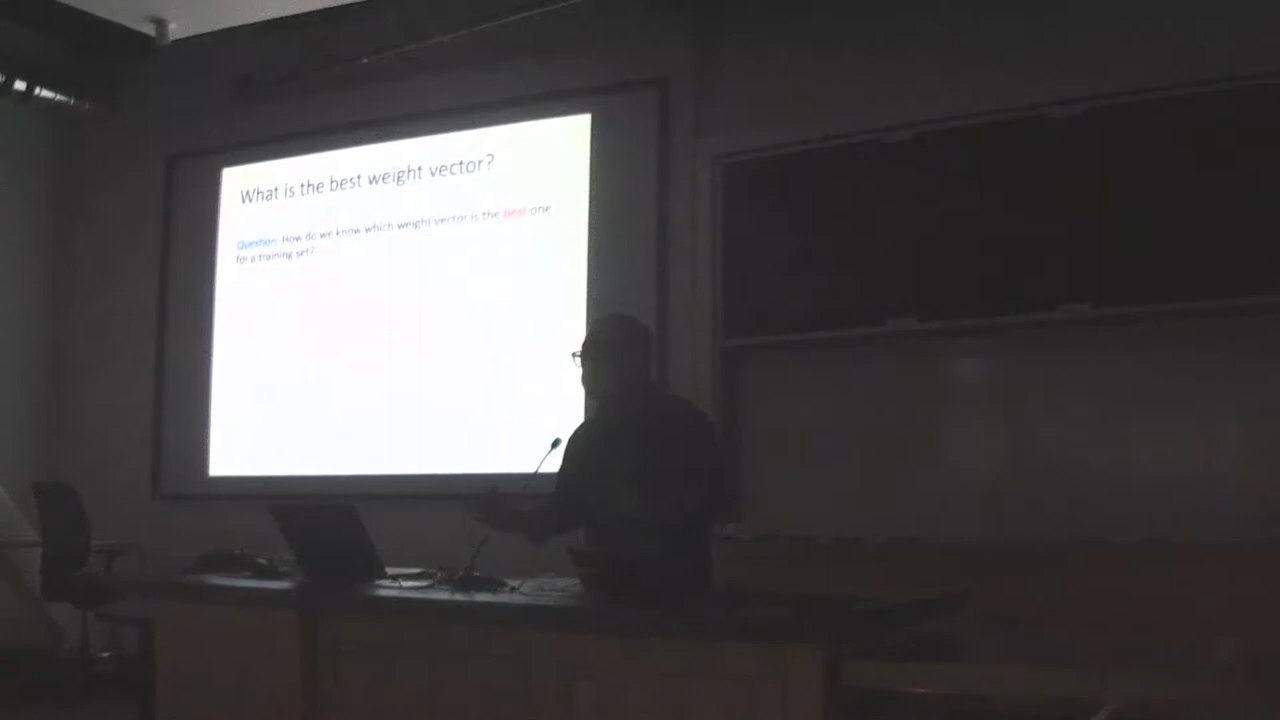 What is the best weight vector?
Question: How do we know which weight vector is the best one
for a training set?